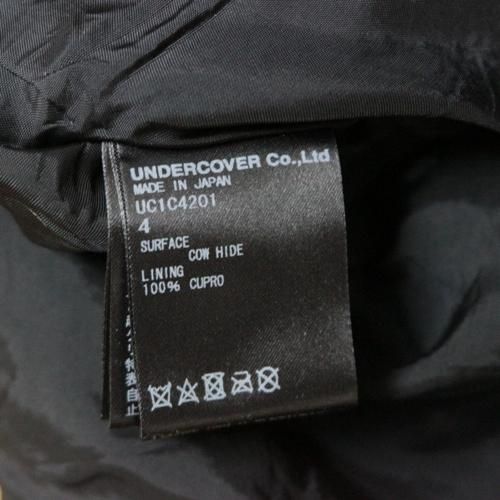 UNDERCOVER Co.,Ltd
MADE IN JAPAN
UC1C4201
4
SURFACE
COW HIDE
LINING
100% CUPRO